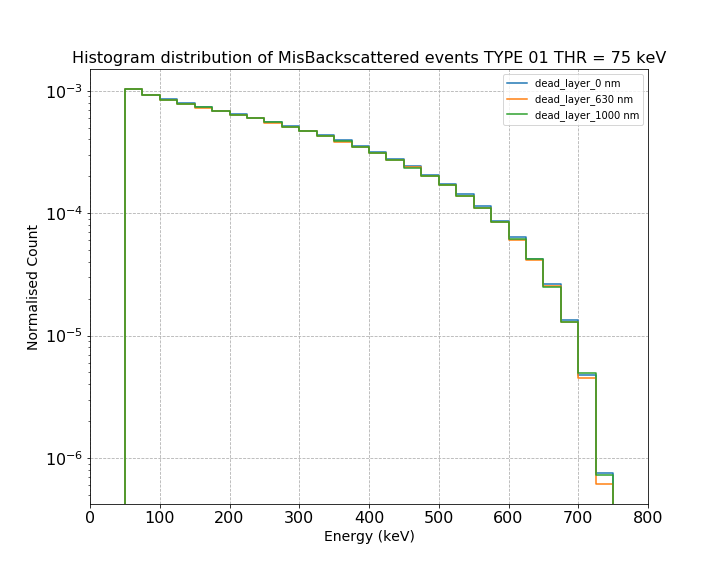 Histogram distribution of MisBackscattered events TYPE 01 THR = 75 keV
dead_layer_0 nm
dead_layer_630 nm
dead_layer_1000 nm
Normalised Count
10⁻³
10⁻⁴
10⁻⁵
10⁻⁶
0 100 200 300 400 500 600 700 800
Energy (keV)